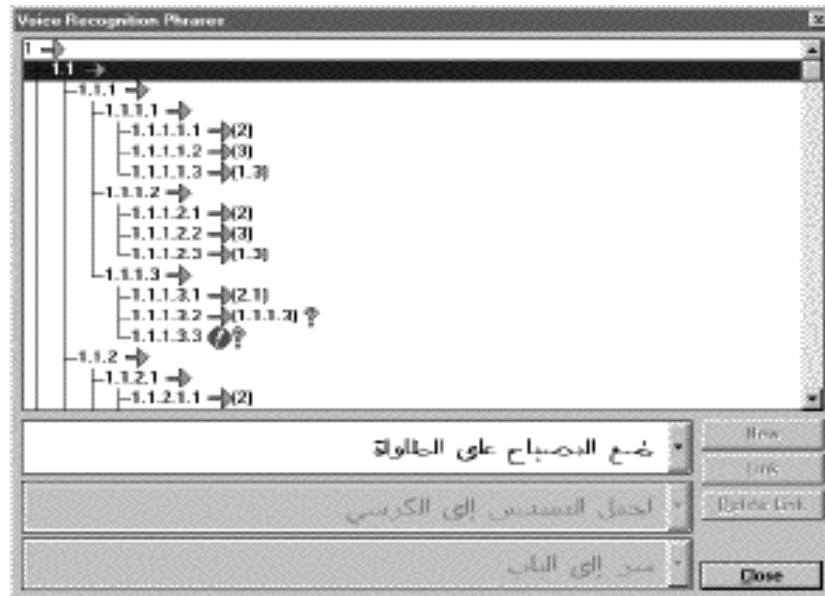 Voice Recognition Phrases
1
1.1
1.1.1
1.1.1.1
1.1.1.1.1 (2)
1.1.1.1.2 (3)
1.1.1.1.3 (1.3)
1.1.1.2
1.1.1.2.1 (2)
1.1.1.2.2 (3)
1.1.1.2.3 (1.3)
1.1.1.3
1.1.1.3.1 (2.1)
1.1.1.3.2 (1.1.1.3) ?
1.1.1.3.3 ?
1.1.2
1.1.2.1
1.1.2.1.1 (2)
ضع المصباح على الطاولة
New
Link
احمل المسدس إلى الكرسي
Delete Link
سر إلى الباب
Close